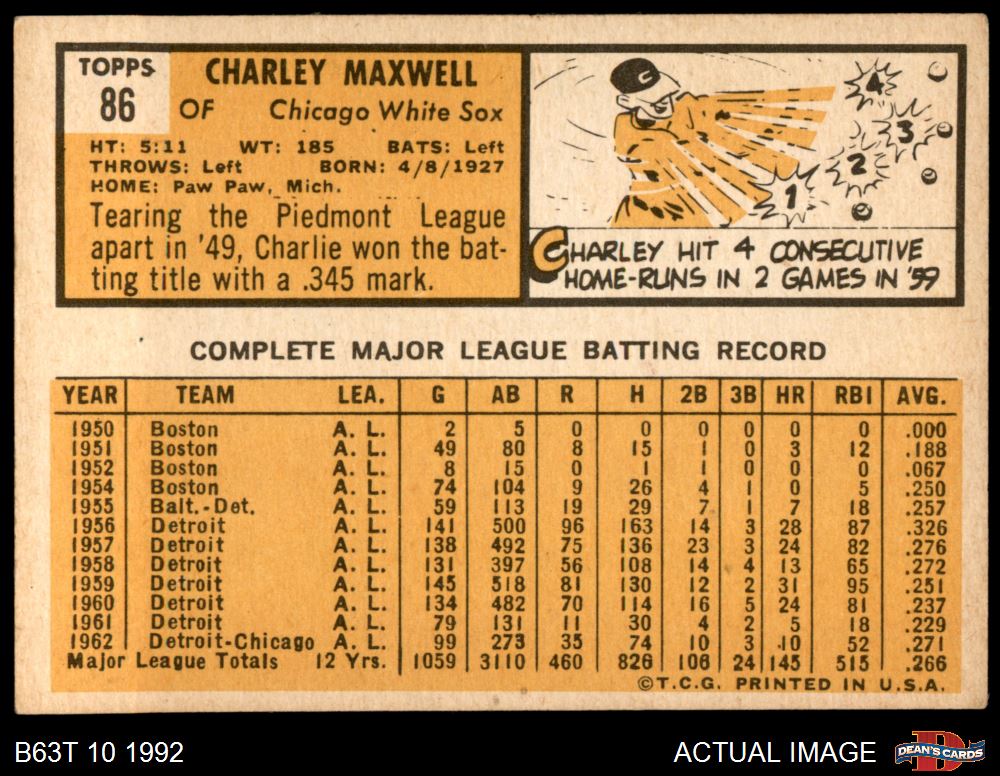 TOPPS
86
CHARLEY MAXWELL
OF Chicago White Sox
HT: 5:11 WT: 185 BATS: Left
THROWS: Left BORN: 4/8/1927
HOME: Paw Paw, Mich.
Tearing the Piedmont League
apart in '49, Charlie won the bat-
ting title with a .345 mark.
C
1
2
3
4
CHARLEY HIT 4 CONSECUTIVE
HOME-RUNS IN 2 GAMES IN '59
COMPLETE MAJOR LEAGUE BATTING RECORD
YEAR TEAM LEA. G AB R H 2B 3B HR RBI AVG.
1950 Boston A. L. 2 5 0 0 0 0 0 0 .000
1951 Boston A. L. 49 80 8 15 1 0 3 12 .188
1952 Boston A. L. 8 15 0 1 1 0 0 0 .067
1954 Boston A. L. 74 104 9 26 4 1 0 5 .250
1955 Balt.-Det. A. L. 59 113 19 29 7 1 7 18 .257
1956 Detroit A. L. 141 500 96 163 14 3 28 87 .326
1957 Detroit A. L. 138 492 75 136 23 3 24 82 .276
1958 Detroit A. L. 131 397 56 108 14 4 13 65 .272
1959 Detroit A. L. 145 518 81 130 12 2 31 95 .251
1960 Detroit A. L. 134 482 70 114 16 5 24 81 .237
1961 Detroit A. L. 79 131 11 30 4 2 5 18 .229
1962 Detroit-Chicago A. L. 99 273 35 74 10 3 10 52 .271
Major League Totals 12 Yrs. 1059 3110 460 826 106 24 145 515 .266
©T.C.G. PRINTED IN U.S.A.
B63T 10 1992
ACTUAL IMAGE
DEAN'S CARDS